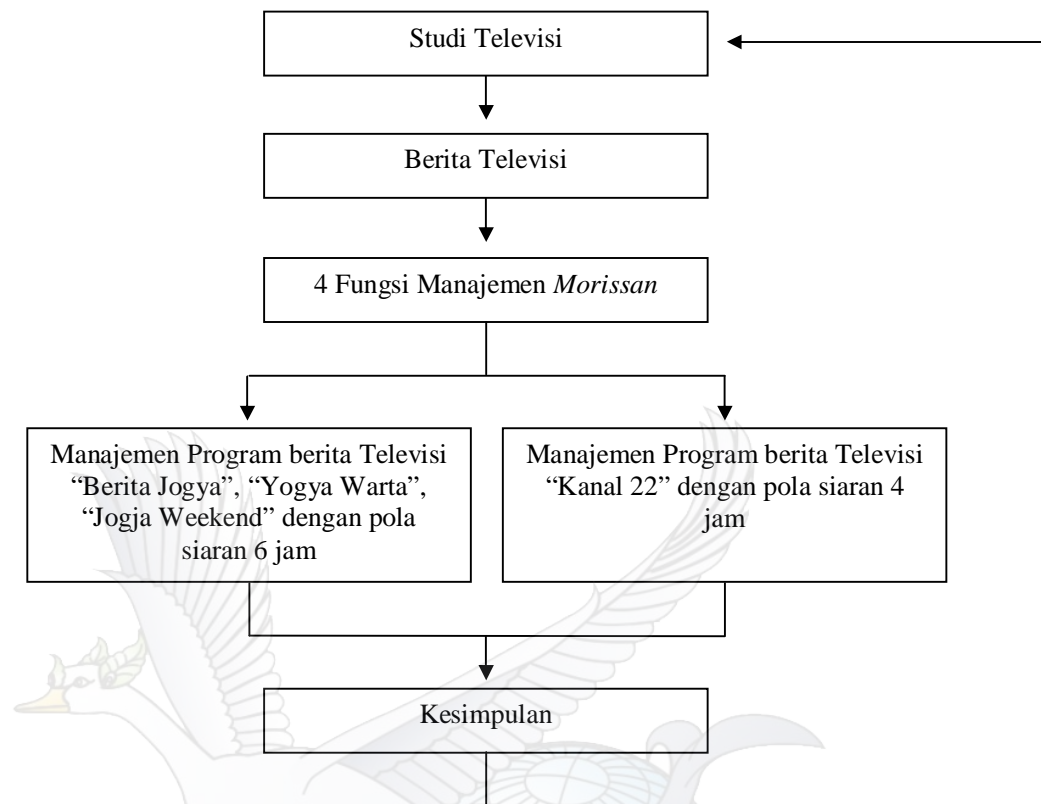 Studi Televisi
Berita Televisi
4 Fungsi Manajemen Morissan
Manajemen Program berita Televisi
“Berita Jogya”, “Yogya Warta”,
“Jogja Weekend” dengan pola
siaran 6 jam
Manajemen Program berita Televisi
“Kanal 22” dengan pola siaran 4
jam
Kesimpulan